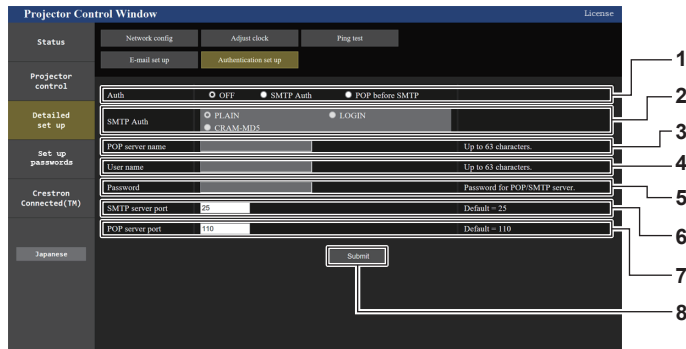 Projector Control Window License
Status
Network config Adjust clock Ping test
E-mail set up Authentication set up
Projector
control
Detailed
set up
Set up
passwords
Crestron
Connected(TM)
Japanese
Auth OFF SMTP Auth POP before SMTP
SMTP Auth PLAIN LOGIN
CRAM-MD5
POP server name Up to 63 characters.
User name Up to 63 characters.
Password Password for POP/SMTP server.
SMTP server port 25 Default = 25
POP server port 110 Default = 110
Submit
1
2
3
4
5
6
7
8